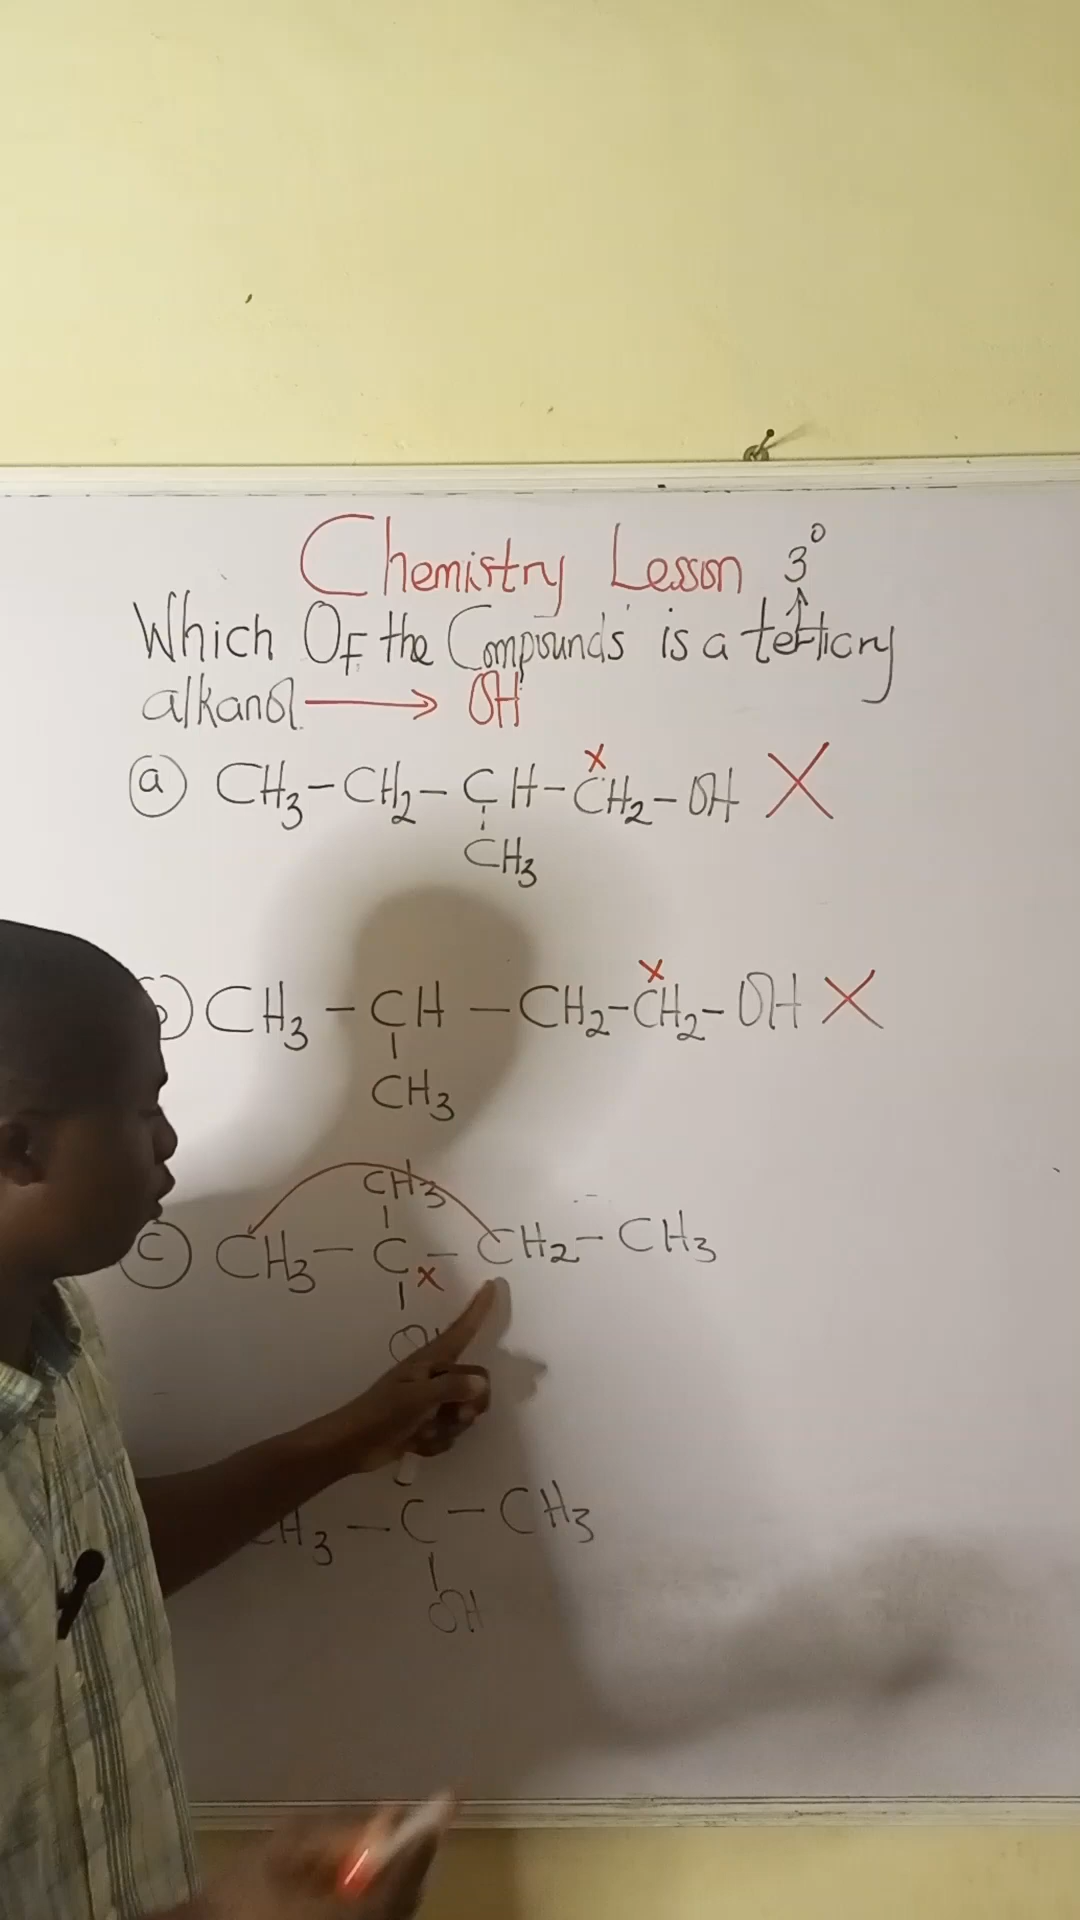 Chemistry Lesson 3°
Which Of the Compounds is a tertiary
alkanol → OH
x
(a) CH3-CH2-CH-CH2-OH X
CH3
x
CH3-CH-CH2-CH2-OH X
CH3
CH3
(c) CH3-C-CH2-CH3
x
H3-C-CH3
OH